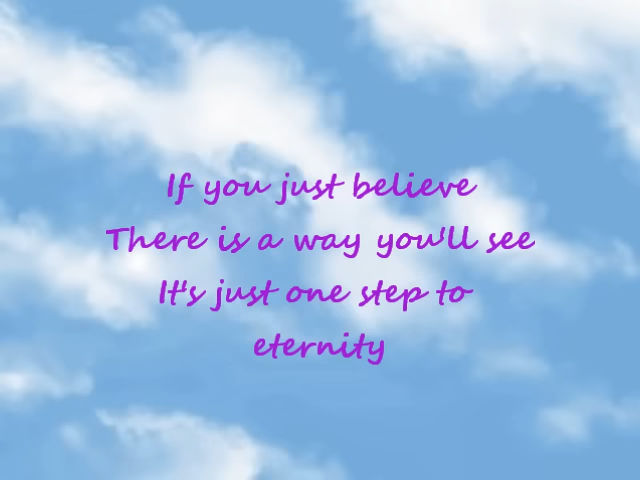 If you just believe
There is a way you'll see
It's just one step to
eternity